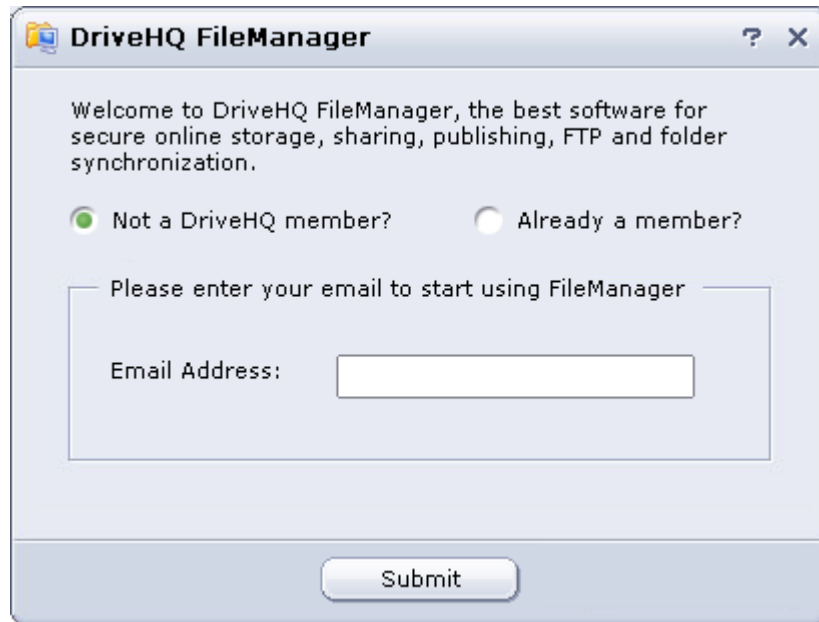 DriveHQ FileManager
? X
Welcome to DriveHQ FileManager, the best software for
secure online storage, sharing, publishing, FTP and folder
synchronization.
Not a DriveHQ member? Already a member?
Please enter your email to start using FileManager
Email Address:
Submit